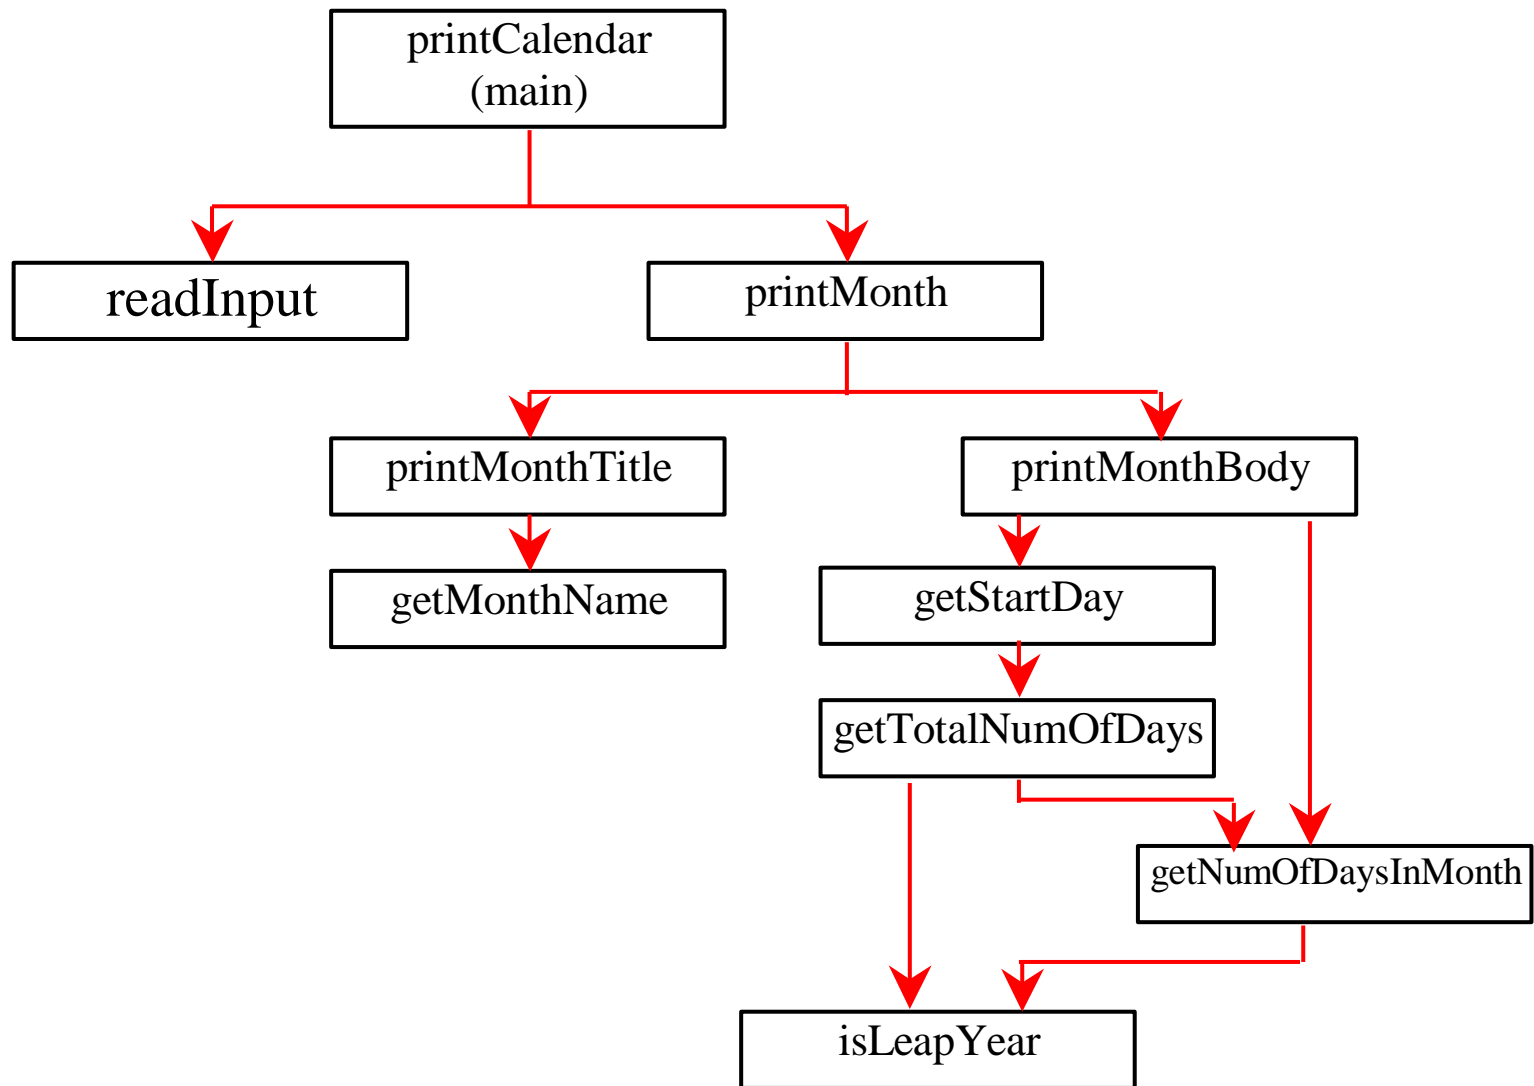 printCalendar
(main)
readInput
printMonth
printMonthTitle
printMonthBody
getMonthName
getStartDay
getTotalNumOfDays
getNumOfDaysInMonth
isLeapYear